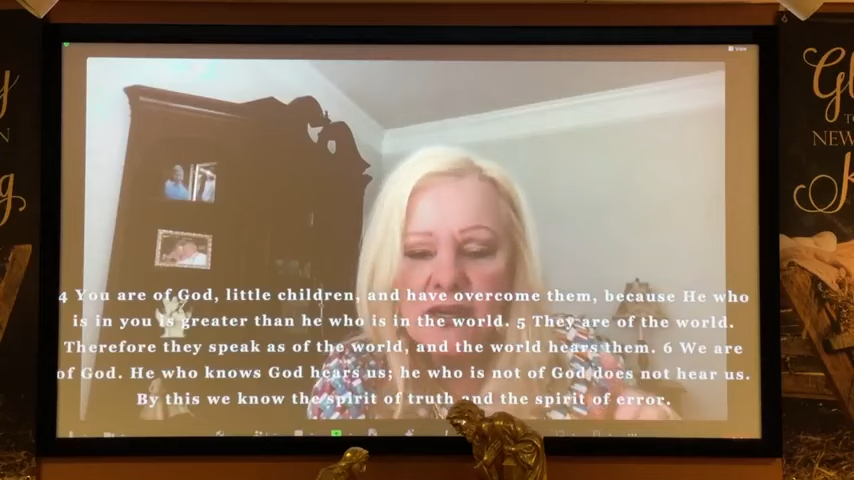 View
4 You are of God, little children, and have overcome them, because He who
is in you is greater than he who is in the world. 5 They are of the world.
Therefore they speak as of the world, and the world hears them. 6 We are
of God. He who knows God hears us; he who is not of God does not hear us.
By this we know the spirit of truth and the spirit of error.
TO
NEW